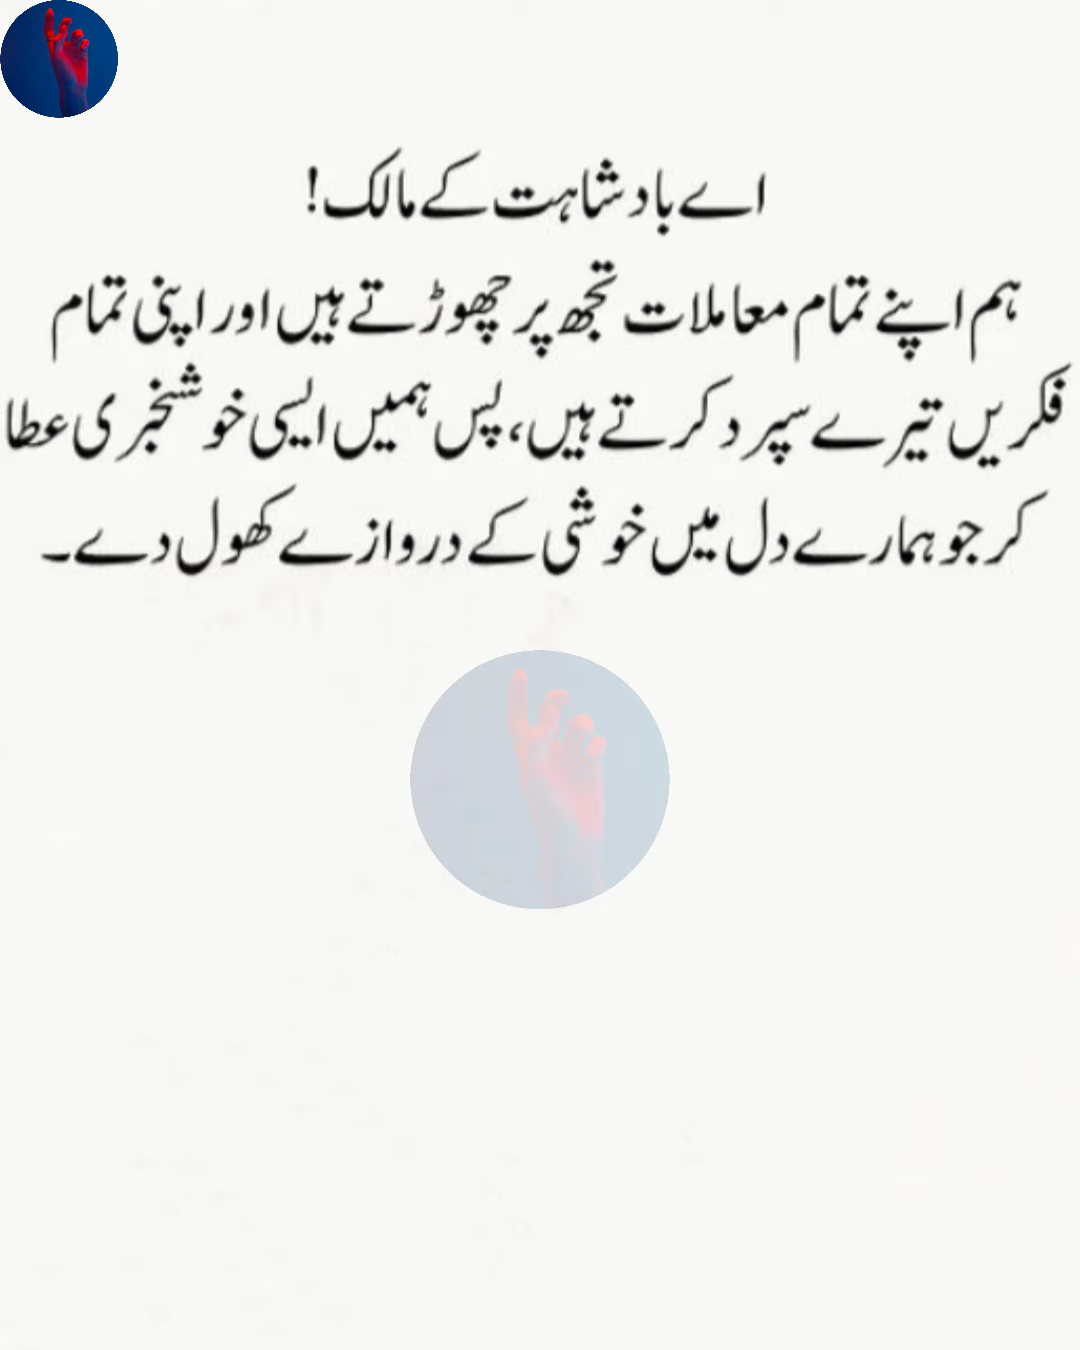 اے بادشاہت کے مالک!
ہم اپنے تمام معاملات تجھ پر چھوڑتے ہیں اور اپنی تمام
فکریں تیرے سپرد کرتے ہیں، پس ہمیں ایسی خوشخبری عطا
کر جو ہمارے دل میں خوشی کے دروازے کھول دے۔